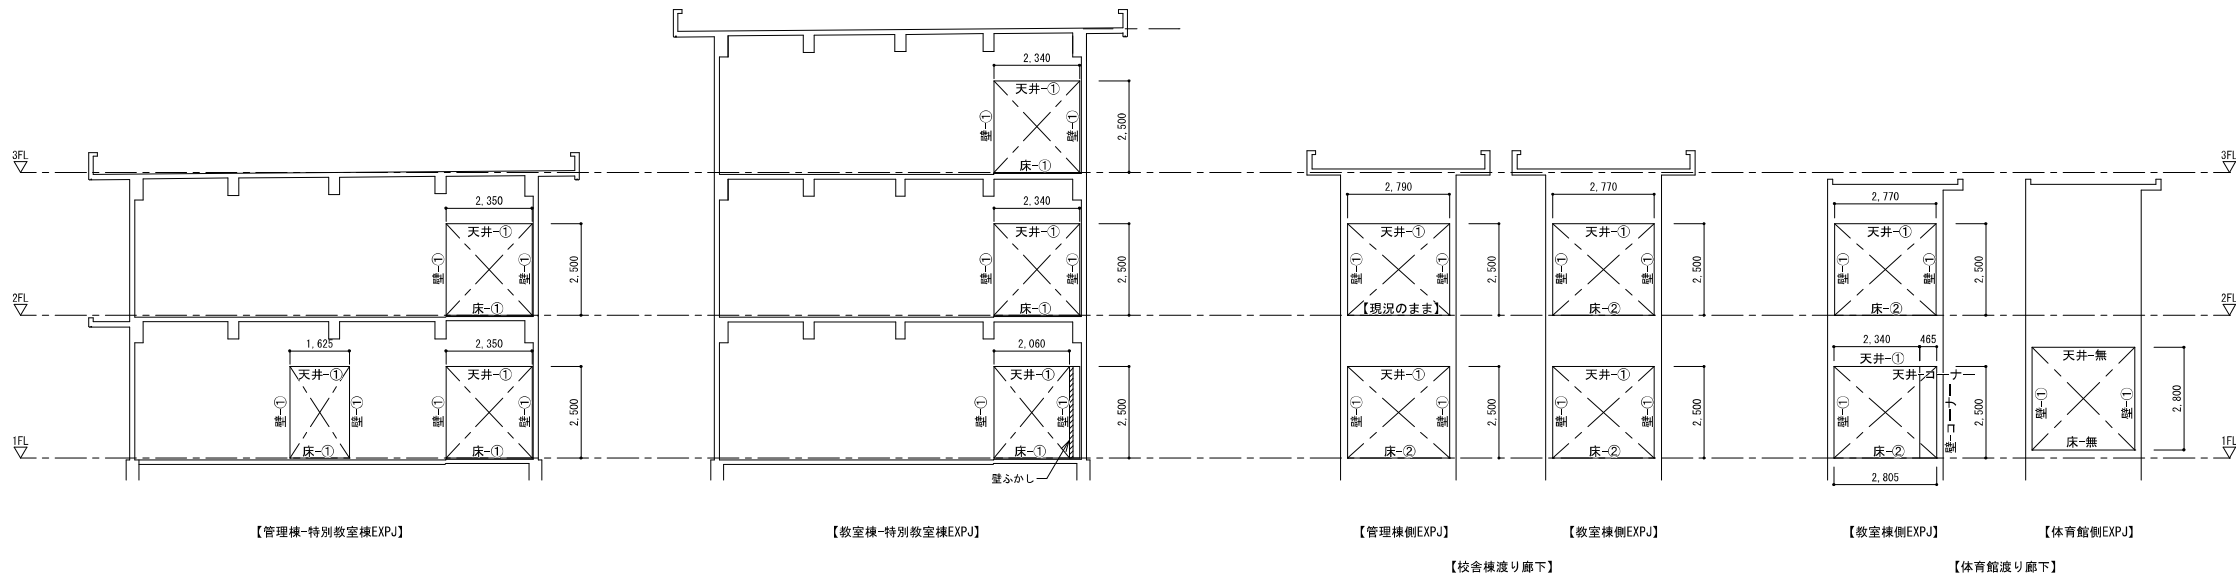 3FL
2FL
1FL
2,350
天井-①
壁-①
壁-①
床-①
2,500
1,625
天井-①
壁-①
壁-①
床-①
2,350
天井-①
壁-①
壁-①
床-①
2,500
【管理棟-特別教室棟EXPJ】
2,340
天井-①
壁-①
壁-①
床-①
2,500
2,340
天井-①
壁-①
壁-①
床-①
2,500
2,060
天井-①
壁-①
壁-①
床-①
2,500
壁ふかし
【教室棟-特別教室棟EXPJ】
2,790
天井-①
壁-①
壁-①
【現況のまま】
2,500
天井-①
壁-①
壁-①
床-②
2,500
【管理棟側EXPJ】
2,770
天井-①
壁-①
壁-①
床-②
2,500
天井-①
壁-①
壁-①
床-②
2,500
【教室棟側EXPJ】
【校舎棟渡り廊下】
2,770
天井-①
壁-①
壁-①
床-②
2,500
2,340
465
天井-①
天井-コーナー
壁-①
壁-コーナー
床-②
2,500
2,805
【教室棟側EXPJ】
天井-無
壁-①
壁-①
床-無
2,800
【体育館側EXPJ】
【体育館渡り廊下】
3FL
2FL
1FL